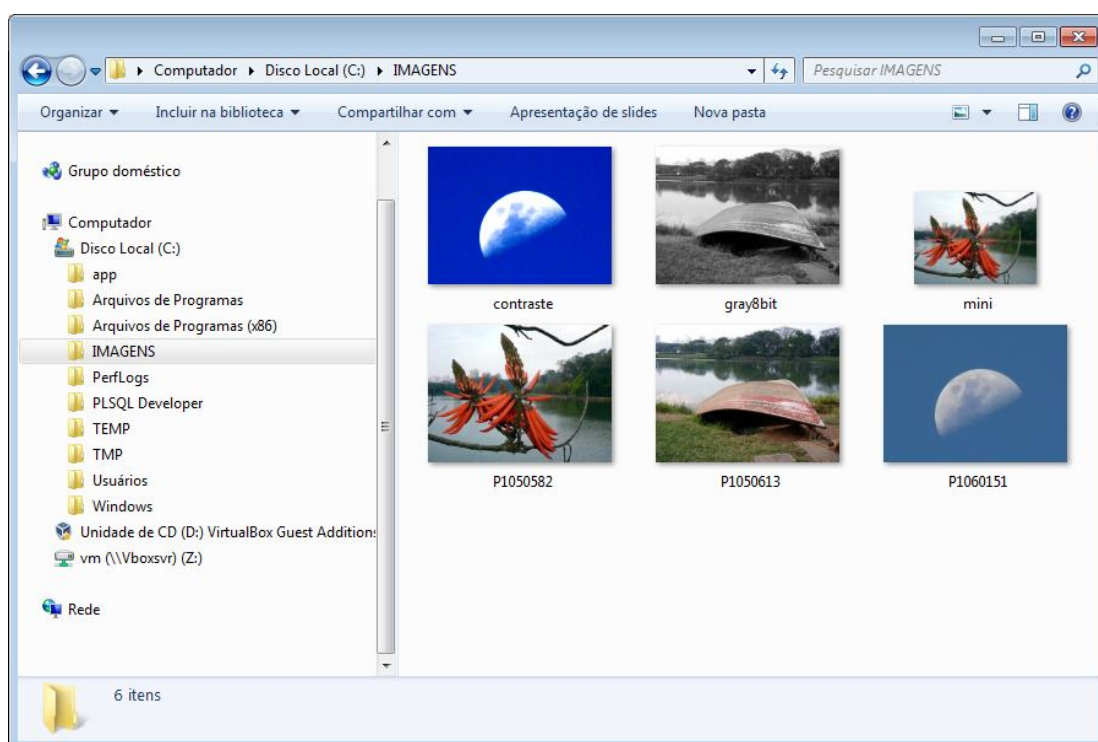 Computador Disco Local (C:) IMAGENS
Pesquisar IMAGENS
Organizar Incluir na biblioteca Compartilhar com Apresentação de slides Nova pasta
Grupo doméstico
Computador
Disco Local (C:)
app
Arquivos de Programas
Arquivos de Programas (x86)
IMAGENS
PerfLogs
PLSQL Developer
TEMP
TMP
Usuários
Windows
Unidade de CD (D:) VirtualBox Guest Additions
vm (\\Vboxsvr) (Z:)
Rede
contraste gray8bit mini
P1050582 P1050613 P1060151
6 itens